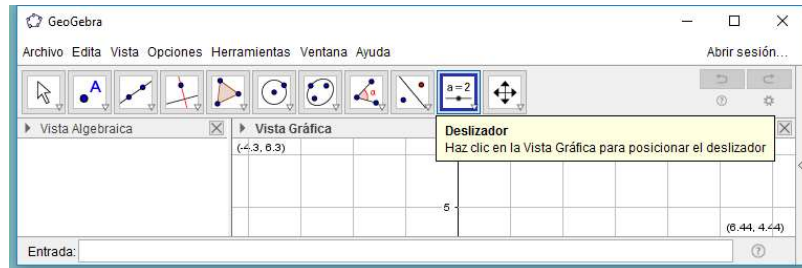 GeoGebra
Archivo Edita Vista Opciones Herramientas Ventana Ayuda Abrir sesión...
A a = 2
α
Deslizador
Haz clic en la Vista Gráfica para posicionar el deslizador
Vista Algebraica Vista Gráfica
(-4.3, 6.3)
5
(6.44, 4.44)
Entrada: